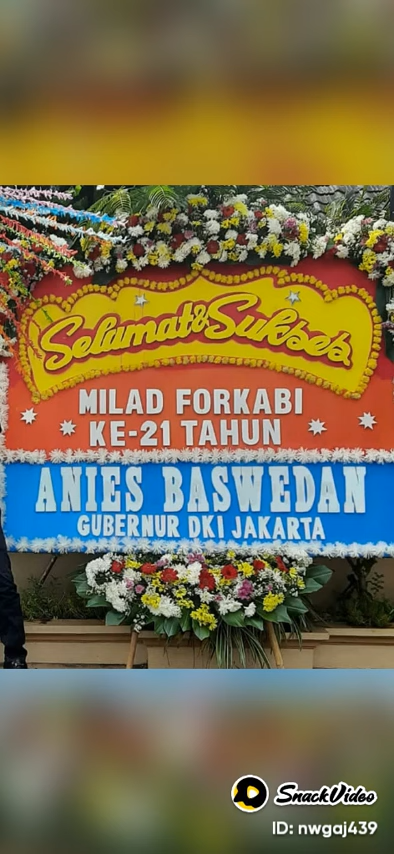 Selamat & Sukses
MILAD FORKABI
KE-21 TAHUN
ANIES BASWEDAN
GUBERNUR DKI JAKARTA
SnackVideo
ID: nwgaj439